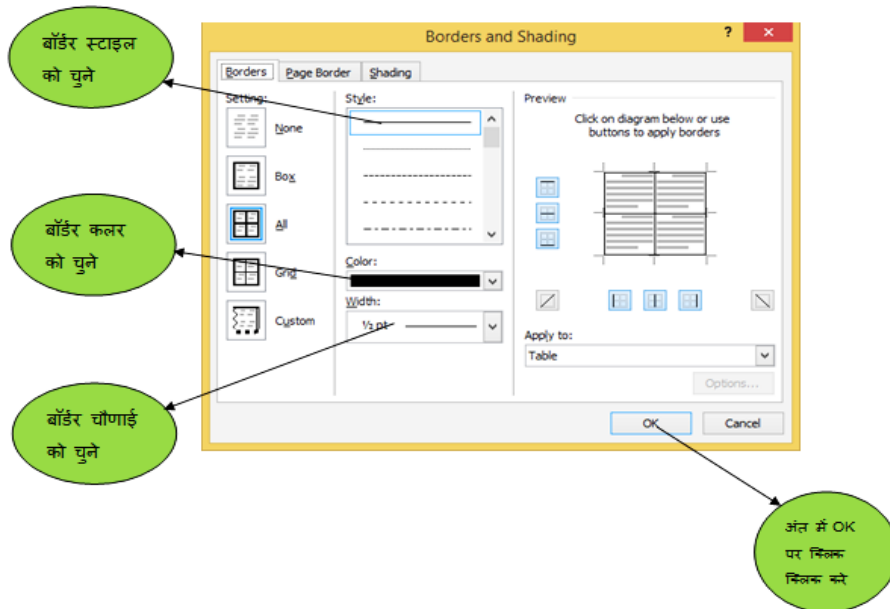 बॉर्डर स्टाइल
को चुने
Borders and Shading
?
Borders Page Border Shading
Setting:
None
Box
All
Grid
Custom
Style:
Color:
Width:
½ pt
Preview
Click on diagram below or use
buttons to apply borders
Apply to:
Table
Options...
OK Cancel
बॉर्डर कलर
को चुने
बॉर्डर चौणाई
को चुने
अंत में OK
पर क्लिक
क्लिक करे